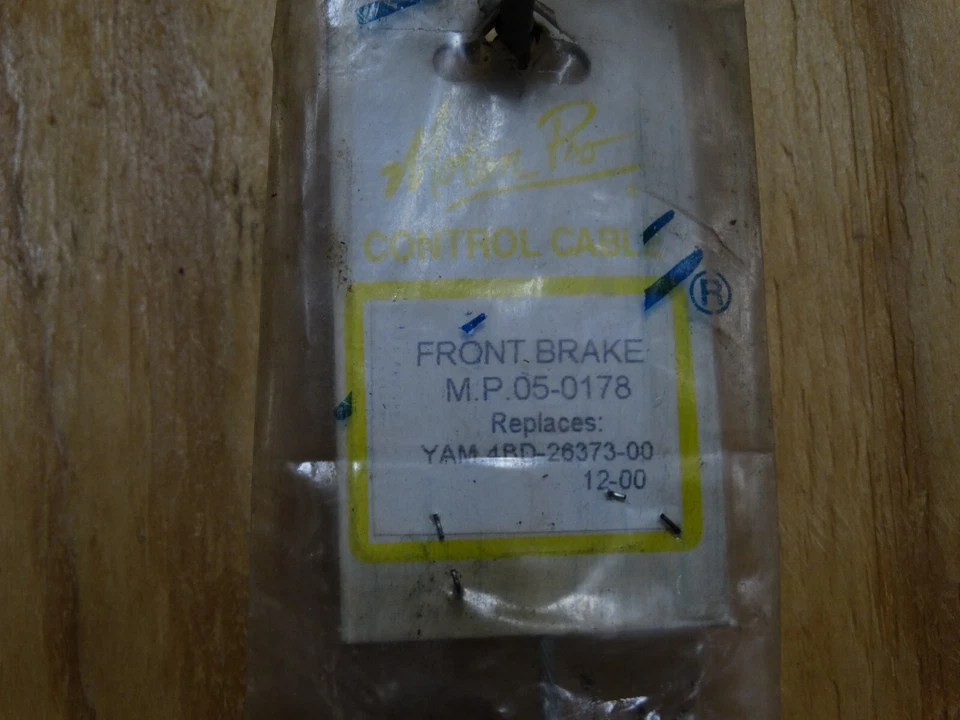 Motion Pro
CONTROL CABLE
®
FRONT BRAKE
M.P.05-0178
Replaces:
YAM 4BD-26373-00
12-00